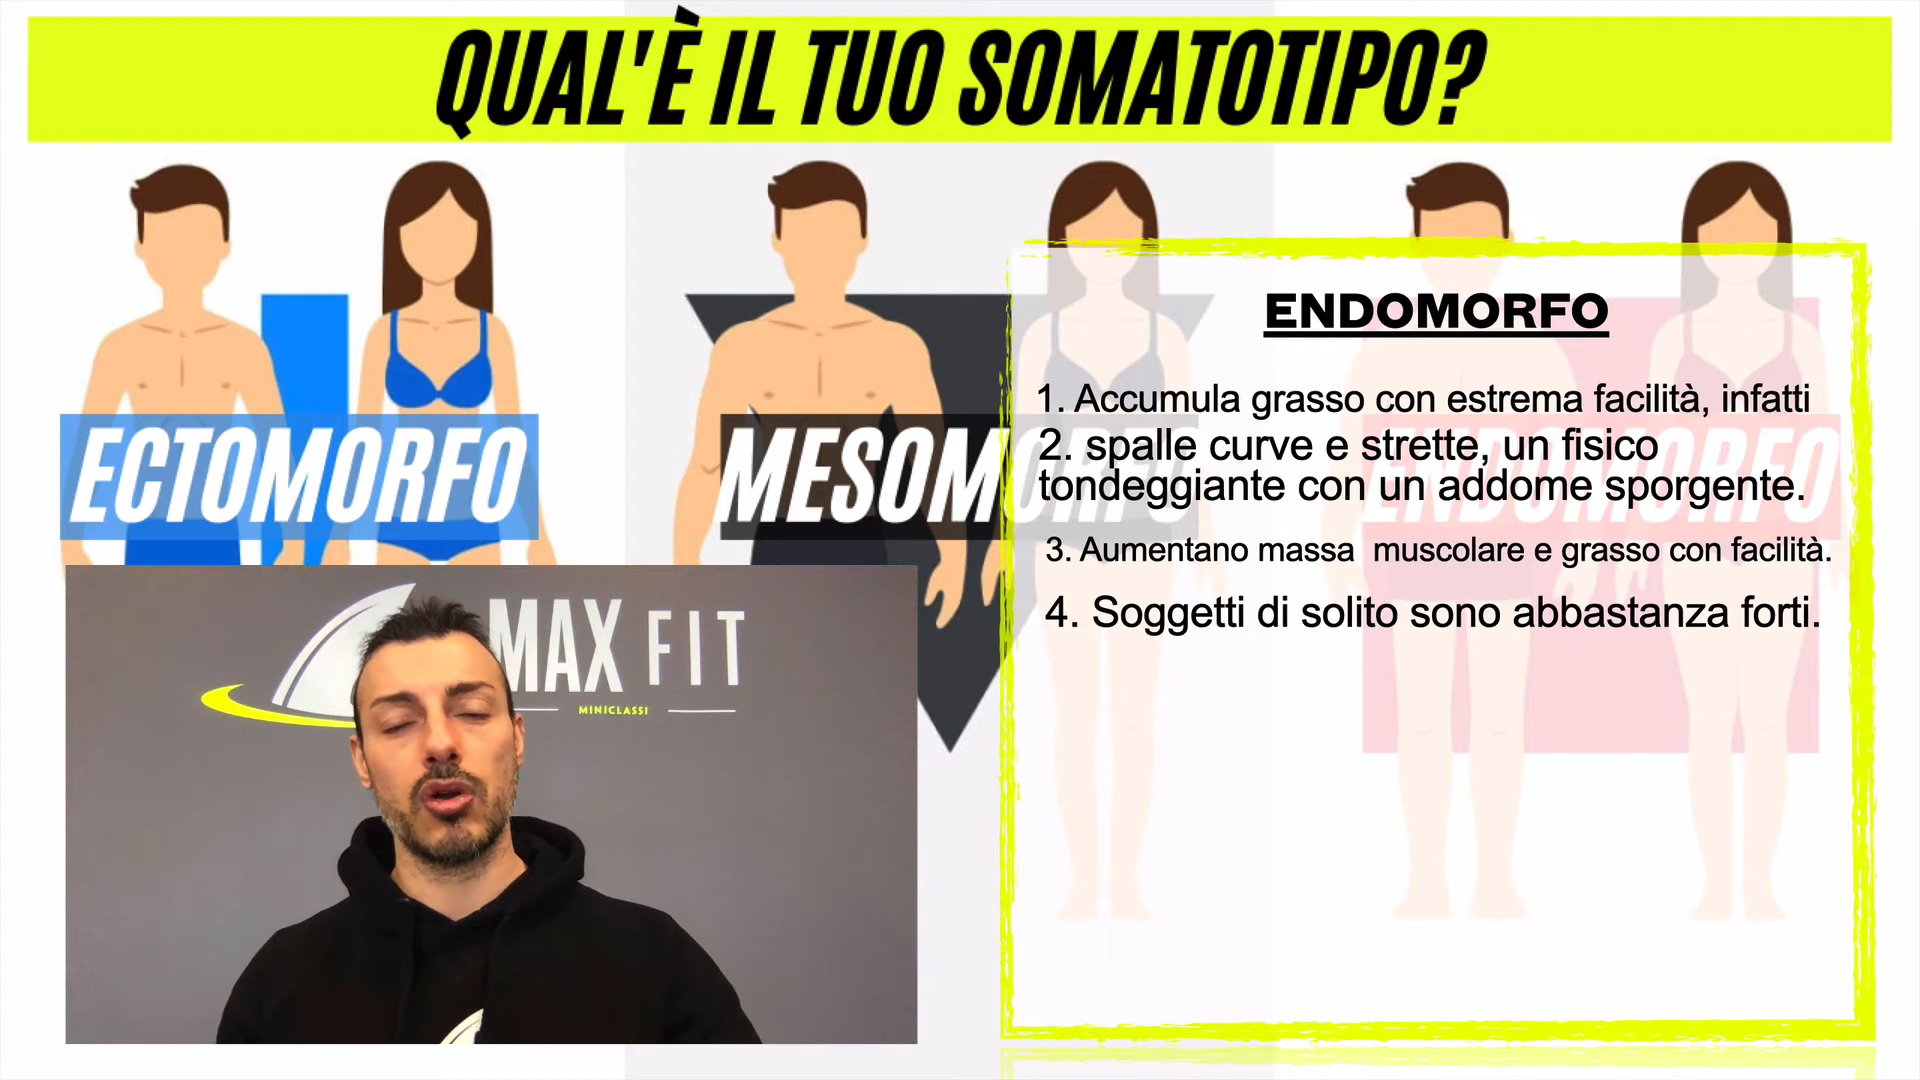 QUAL'È IL TUO SOMATOTIPO?
ECTOMORFO
MESOMORFO
ENDOMORFO
ENDOMORFO
1. Accumula grasso con estrema facilità, infatti
2. spalle curve e strette, un fisico
tondeggiante con un addome sporgente.
3. Aumentano massa  muscolare e grasso con facilità.
4. Soggetti di solito sono abbastanza forti.
MAX FIT
MINICLASSI